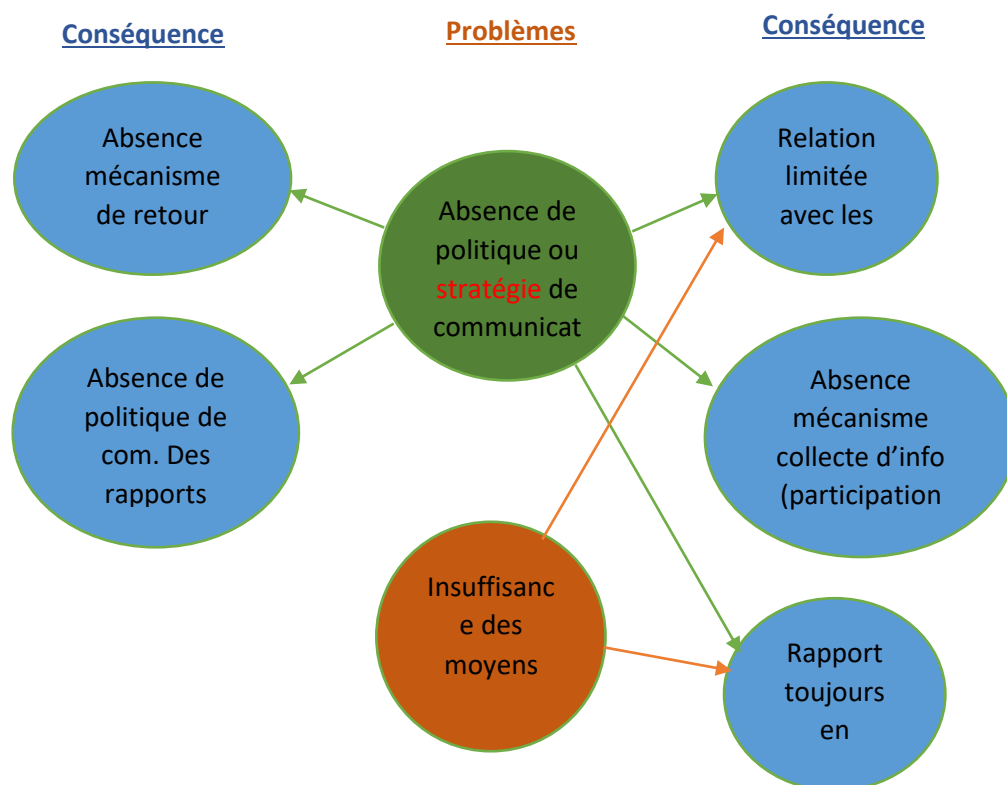 Conséquence
Problèmes
Conséquence
Absence
mécanisme
de retour
Absence de
politique ou
stratégie de
communicat
Relation
limitée
avec les
Absence de
politique de
com. Des
rapports
Absence
mécanisme
collecte d’info
(participation
Insuffisanc
e des
moyens
Rapport
toujours
en